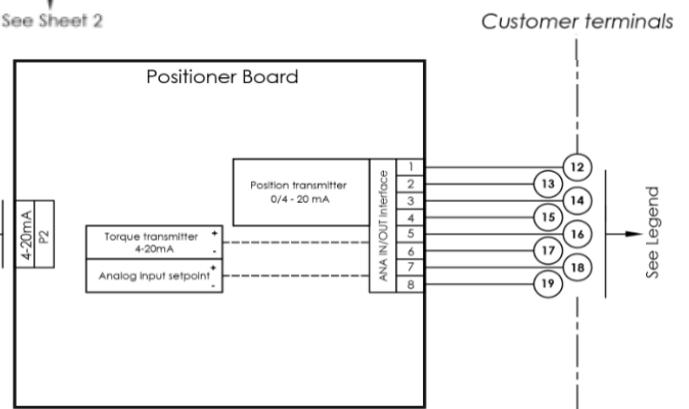 See Sheet 2
Customer terminals
Positioner Board
Position transmitter
0/4 - 20 mA
ANA IN/OUT Interface
1
2
3
4
5
6
7
8
12
13
14
15
16
17
18
19
See Legend
4-20mA
P2
Torque transmitter +
4-20mA -
Analog input setpoint +
-